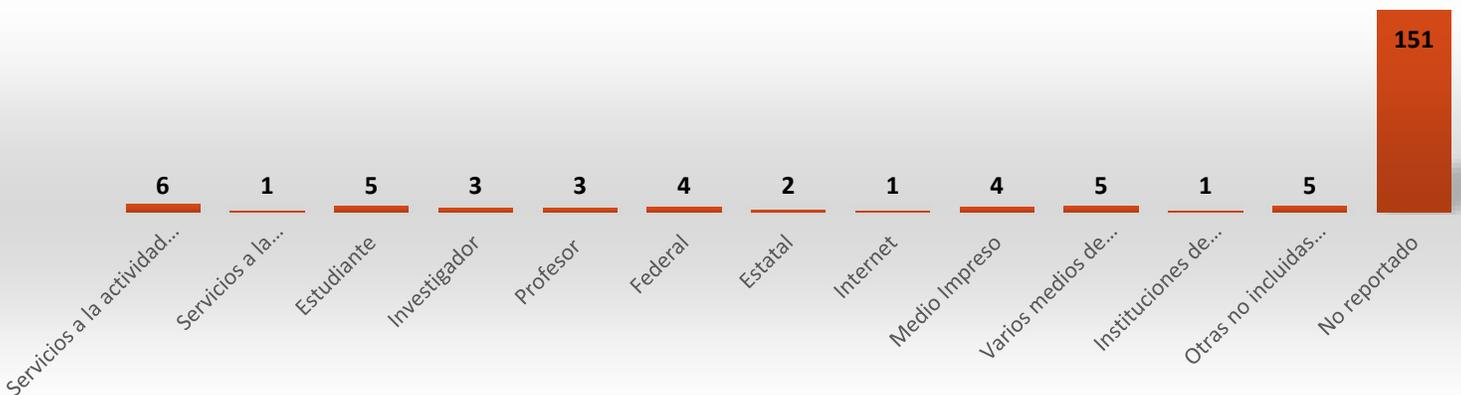 151
6
1
5
3
3
4
2
1
4
5
1
5
Servicios a la actividad...
Servicios a la...
Estudiante
Investigador
Profesor
Federal
Estatal
Internet
Medio Impreso
Varios medios de...
Instituciones de...
Otras no incluidas...
No reportado